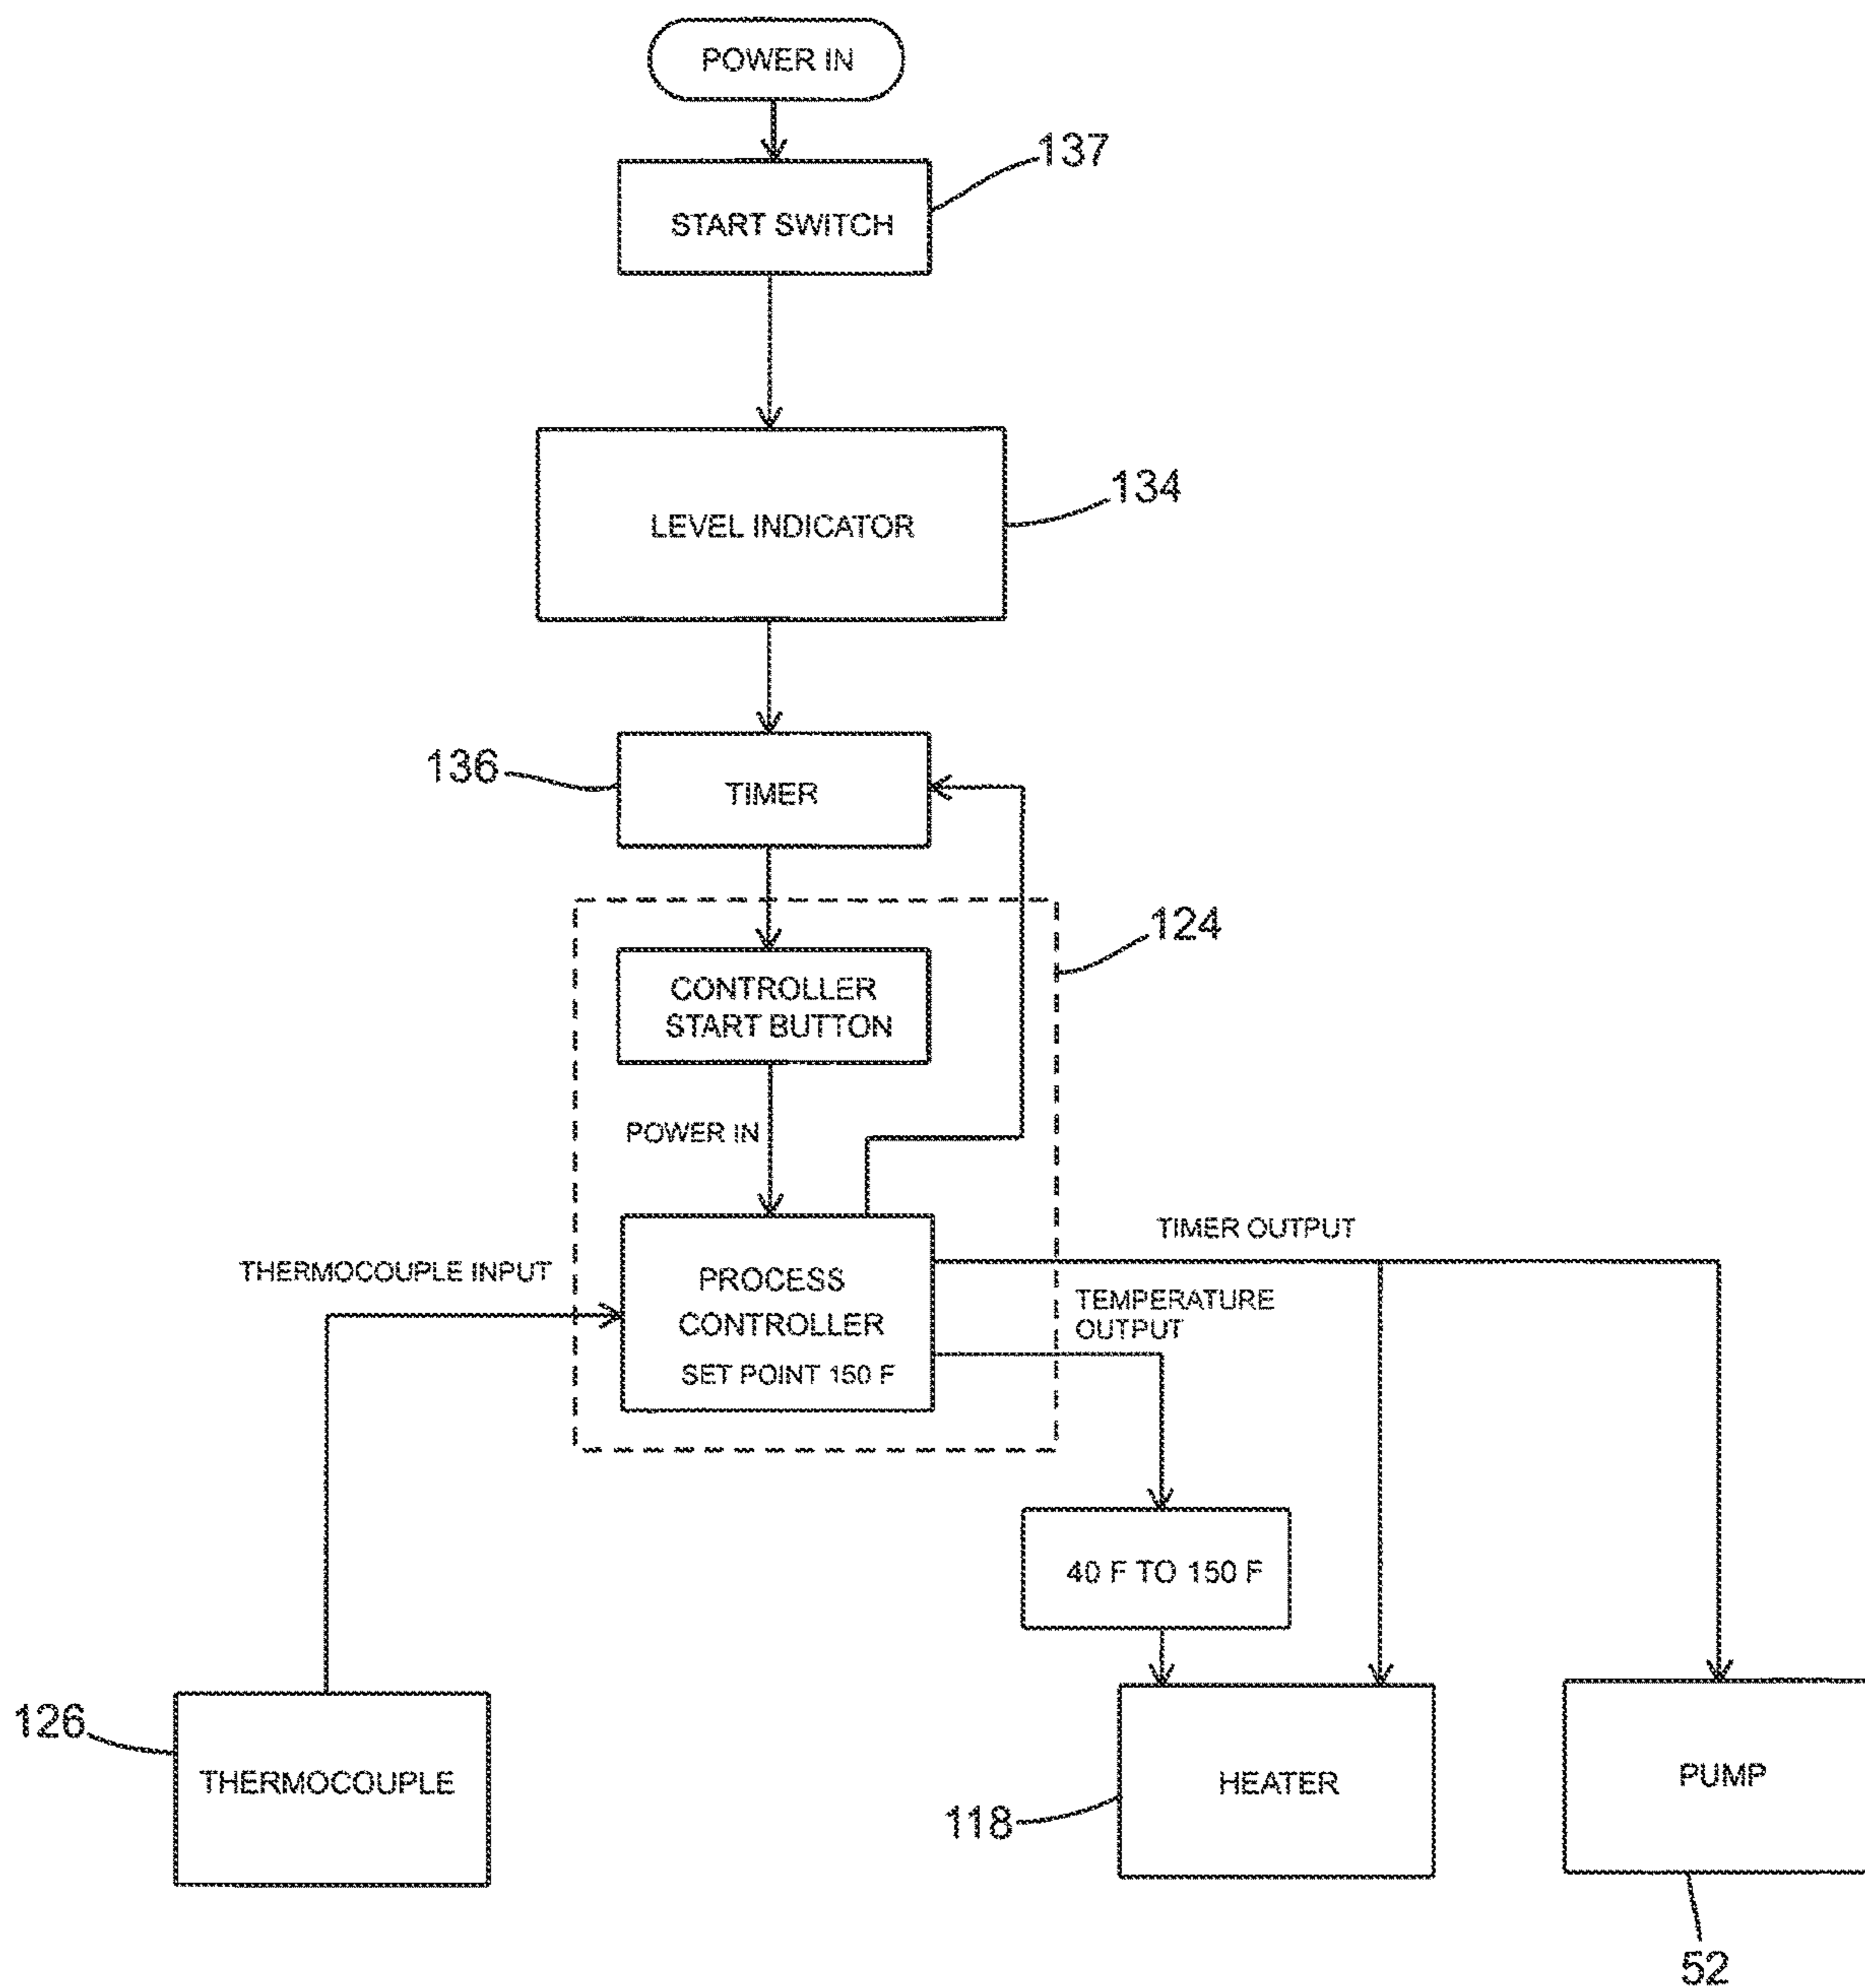 POWER IN
137
START SWITCH
134
LEVEL INDICATOR
136
TIMER
124
CONTROLLER
START BUTTON
POWER IN
TIMER OUTPUT
THERMOCOUPLE INPUT
PROCESS
CONTROLLER
SET POINT 150 F
TEMPERATURE
OUTPUT
40 F TO 150 F
126
THERMOCOUPLE
118
HEATER
PUMP
52